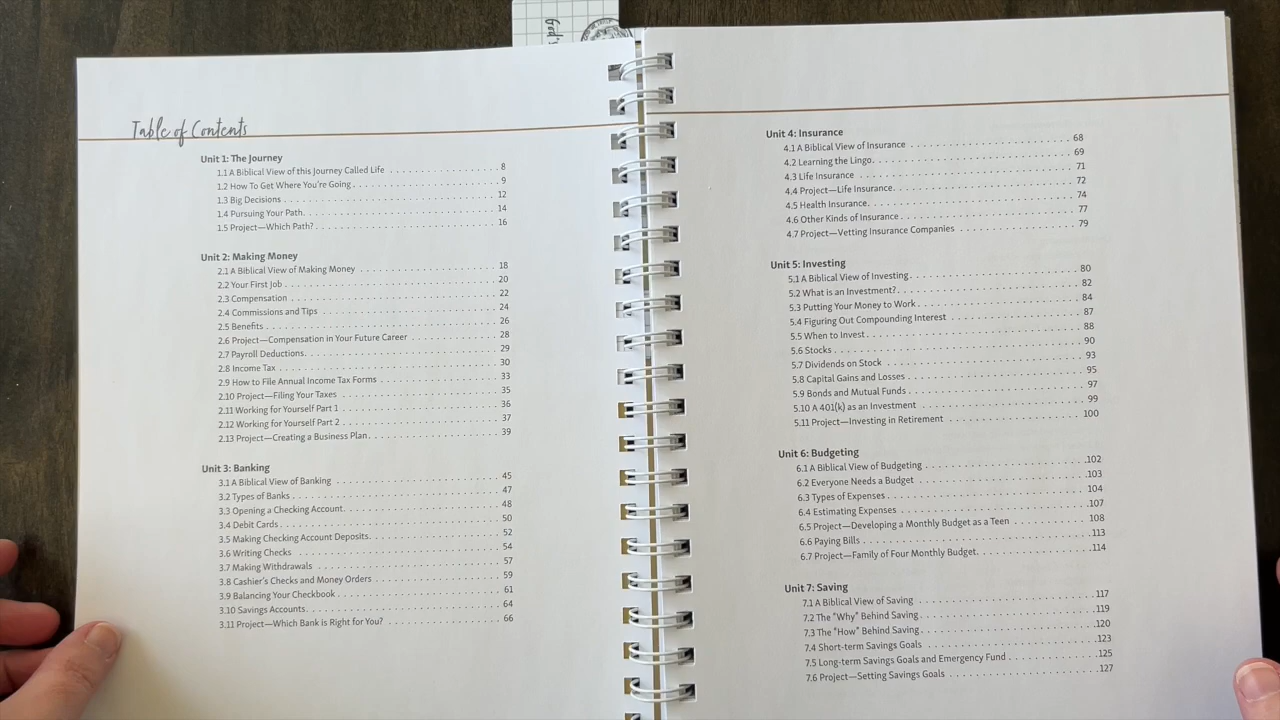 God's
Table of Contents
Unit 1: The Journey
1.1 A Biblical View of this Journey Called Life . . . . . . . . . . . . . . . . . . . . 8
1.2 How To Get Where You're Going . . . . . . . . . . . . . . . . . . . . 9
1.3 Big Decisions . . . . . . . . . . . . . . . . . . . . 12
1.4 Pursuing Your Path. . . . . . . . . . . . . . . . . . . . 14
1.5 Project—Which Path? . . . . . . . . . . . . . . . . . . . . 16
Unit 2: Making Money
2.1 A Biblical View of Making Money . . . . . . . . . . . . . . . . . . . . 18
2.2 Your First Job . . . . . . . . . . . . . . . . . . . . 20
2.3 Compensation . . . . . . . . . . . . . . . . . . . . 22
2.4 Commissions and Tips . . . . . . . . . . . . . . . . . . . . 24
2.5 Benefits . . . . . . . . . . . . . . . . . . . . 26
2.6 Project—Compensation in Your Future Career . . . . . . . . . . . . . . . . . . . . 28
2.7 Payroll Deductions. . . . . . . . . . . . . . . . . . . . 29
2.8 Income Tax . . . . . . . . . . . . . . . . . . . . 30
2.9 How to File Annual Income Tax Forms . . . . . . . . . . . . . . . . . . . . 33
2.10 Project—Filing Your Taxes . . . . . . . . . . . . . . . . . . . . 35
2.11 Working for Yourself Part 1 . . . . . . . . . . . . . . . . . . . . 36
2.12 Working for Yourself Part 2 . . . . . . . . . . . . . . . . . . . . 37
2.13 Project—Creating a Business Plan . . . . . . . . . . . . . . . . . . . . 39
Unit 3: Banking
3.1 A Biblical View of Banking . . . . . . . . . . . . . . . . . . . . 45
3.2 Types of Banks . . . . . . . . . . . . . . . . . . . . 47
3.3 Opening a Checking Account. . . . . . . . . . . . . . . . . . . . 48
3.4 Debit Cards . . . . . . . . . . . . . . . . . . . . 50
3.5 Making Checking Account Deposits. . . . . . . . . . . . . . . . . . . . 52
3.6 Writing Checks . . . . . . . . . . . . . . . . . . . . 54
3.7 Making Withdrawals . . . . . . . . . . . . . . . . . . . . 57
3.8 Cashier's Checks and Money Orders . . . . . . . . . . . . . . . . . . . . 59
3.9 Balancing Your Checkbook . . . . . . . . . . . . . . . . . . . . 61
3.10 Savings Accounts. . . . . . . . . . . . . . . . . . . . 64
3.11 Project—Which Bank is Right for You? . . . . . . . . . . . . . . . . . . . . 66
Unit 4: Insurance
4.1 A Biblical View of Insurance . . . . . . . . . . . . . . . . . . . . 68
4.2 Learning the Lingo. . . . . . . . . . . . . . . . . . . . 69
4.3 Life Insurance . . . . . . . . . . . . . . . . . . . . 71
4.4 Project—Life Insurance. . . . . . . . . . . . . . . . . . . . 72
4.5 Health Insurance. . . . . . . . . . . . . . . . . . . . 74
4.6 Other Kinds of Insurance . . . . . . . . . . . . . . . . . . . . 77
4.7 Project—Vetting Insurance Companies . . . . . . . . . . . . . . . . . . . . 79
Unit 5: Investing
5.1 A Biblical View of Investing. . . . . . . . . . . . . . . . . . . . 80
5.2 What is an Investment? . . . . . . . . . . . . . . . . . . . . 82
5.3 Putting Your Money to Work . . . . . . . . . . . . . . . . . . . . 84
5.4 Figuring Out Compounding Interest . . . . . . . . . . . . . . . . . . . . 87
5.5 When to Invest . . . . . . . . . . . . . . . . . . . . 88
5.6 Stocks . . . . . . . . . . . . . . . . . . . . 90
5.7 Dividends on Stock . . . . . . . . . . . . . . . . . . . . 93
5.8 Capital Gains and Losses . . . . . . . . . . . . . . . . . . . . 95
5.9 Bonds and Mutual Funds . . . . . . . . . . . . . . . . . . . . 97
5.10 A 401(k) as an Investment . . . . . . . . . . . . . . . . . . . . 99
5.11 Project—Investing in Retirement . . . . . . . . . . . . . . . . . . . . 100
Unit 6: Budgeting
6.1 A Biblical View of Budgeting . . . . . . . . . . . . . . . . . . . . 102
6.2 Everyone Needs a Budget . . . . . . . . . . . . . . . . . . . . 103
6.3 Types of Expenses . . . . . . . . . . . . . . . . . . . . 104
6.4 Estimating Expenses . . . . . . . . . . . . . . . . . . . . 107
6.5 Project—Developing a Monthly Budget as a Teen . . . . . . . . . . . . . . . . . . . . 108
6.6 Paying Bills . . . . . . . . . . . . . . . . . . . . 113
6.7 Project—Family of Four Monthly Budget. . . . . . . . . . . . . . . . . . . . 114
Unit 7: Saving
7.1 A Biblical View of Saving . . . . . . . . . . . . . . . . . . . . 117
7.2 The "Why" Behind Saving . . . . . . . . . . . . . . . . . . . . 119
7.3 The "How" Behind Saving . . . . . . . . . . . . . . . . . . . . 120
7.4 Short-term Savings Goals . . . . . . . . . . . . . . . . . . . . 123
7.5 Long-term Savings Goals and Emergency Fund . . . . . . . . . . . . . . . . . . . . 125
7.6 Project—Setting Savings Goals . . . . . . . . . . . . . . . . . . . . 127